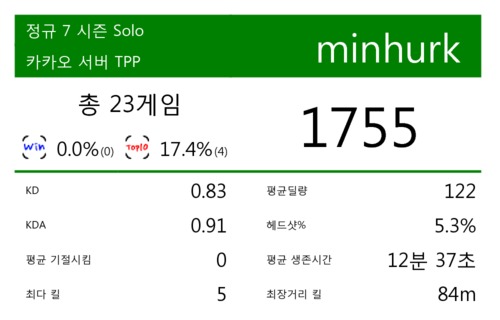 정규 7 시즌 Solo
카카오 서버 TPP
minhurk
총 23게임
Win 0.0%(0) Top10 17.4%(4)
1755
KD 0.83
평균딜량 122
KDA 0.91
헤드샷% 5.3%
평균 기절시킴 0
평균 생존시간 12분 37초
최다 킬 5
최장거리 킬 84m